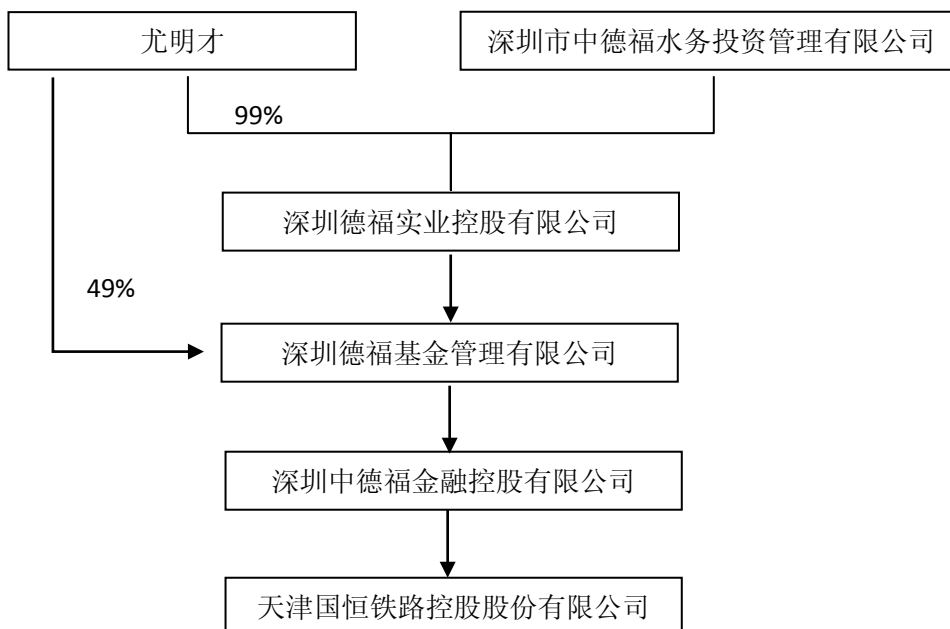 尤明才
深圳市中德福水务投资管理有限公司
99%
深圳德福实业控股有限公司
49%
深圳德福基金管理有限公司
深圳中德福金融控股有限公司
天津国恒铁路控股股份有限公司